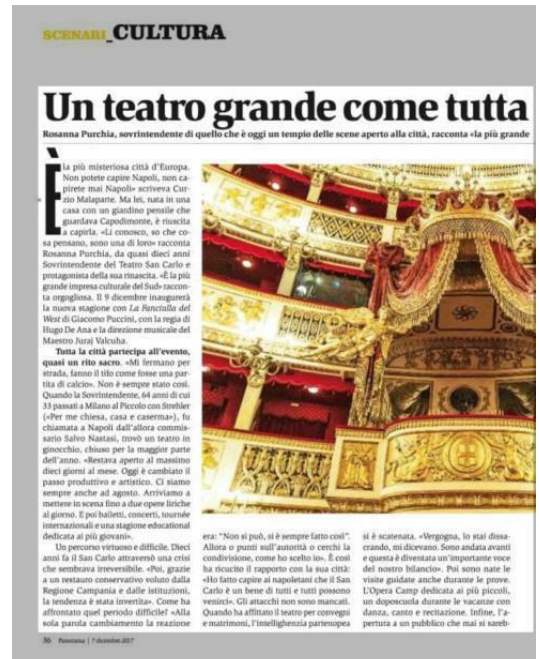 SCENARI_CULTURA
Un teatro grande come tutta
Rosanna Purchia, sovrintendente di quello che è oggi un tempio delle scene aperto alla città, racconta «la più grande
È la più misteriosa città d'Europa.
Non potete capire Napoli, non ca-
pirete mai Napoli» scriveva Cur-
zio Malaparte. Ma lei, nata in una
casa con un giardino pensile che
guardava Capodimonte, è riuscita
a capirla. «Li conosco, so che co-
sa pensano, sono una di loro» racconta
Rosanna Purchia, da quasi dieci anni
Sovrintendente del Teatro San Carlo e
protagonista della sua rinascita. «È la più
grande impresa culturale del Sud» raccon-
ta orgogliosa. Il 9 dicembre inaugurerà
la nuova stagione con La Fanciulla del
West di Giacomo Puccini, con la regia di
Hugo De Ana e la direzione musicale del
Maestro Juraj Valcuha.
Tutta la città partecipa all'evento,
quasi un rito sacro. «Mi fermano per
strada, fanno il tifo come fosse una par-
tita di calcio». Non è sempre stato così.
Quando la Sovrintendente, 64 anni di cui
33 passati a Milano al Piccolo con Strehler
(«Per me chiesa, casa e caserma»), fu
chiamata a Napoli dall'allora commis-
sario Salvo Nastasi, trovò un teatro in
ginocchio, chiuso per la maggior parte
dell'anno. «Restava aperto al massimo
dieci giorni al mese. Oggi è cambiato il
passo produttivo e artistico. Ci siamo
sempre anche ad agosto. Arriviamo a
mettere in scena fino a due opere liriche
al giorno. E poi balletti, concerti, tournée
internazionali e una stagione educational
dedicata ai più giovani».
Un percorso virtuoso e difficile. Dieci
anni fa il San Carlo attraversò una crisi
che sembrava irreversibile. «Poi, grazie
a un restauro conservativo voluto dalla
Regione Campania e dalle istituzioni,
la tendenza è stata invertita». Come ha
affrontato quel periodo difficile? «Alla
sola parola cambiamento la reazione
era: "Non si può, si è sempre fatto così".
Allora o punti sull'autorità o cerchi la
condivisione, come ho scelto io». È così
ha ricucito il rapporto con la sua città:
«Ho fatto capire ai napoletani che il San
Carlo è un bene di tutti e tutti possono
venirci». Gli attacchi non sono mancati.
Quando ha affittato il teatro per convegni
e matrimoni, l'intellighenzia partenopea
si è scatenata. «Vergogna, lo stai dissa-
crando, mi dicevano. Sono andata avanti
e questa è diventata un'importante voce
del nostro bilancio». Poi sono nate le
visite guidate anche durante le prove.
L'Opera Camp dedicata ai più piccoli,
un doposcuola durante le vacanze con
danza, canto e recitazione. Infine, l'a-
pertura a un pubblico che mai si sareb-
36 Panorama | 7 dicembre 2017